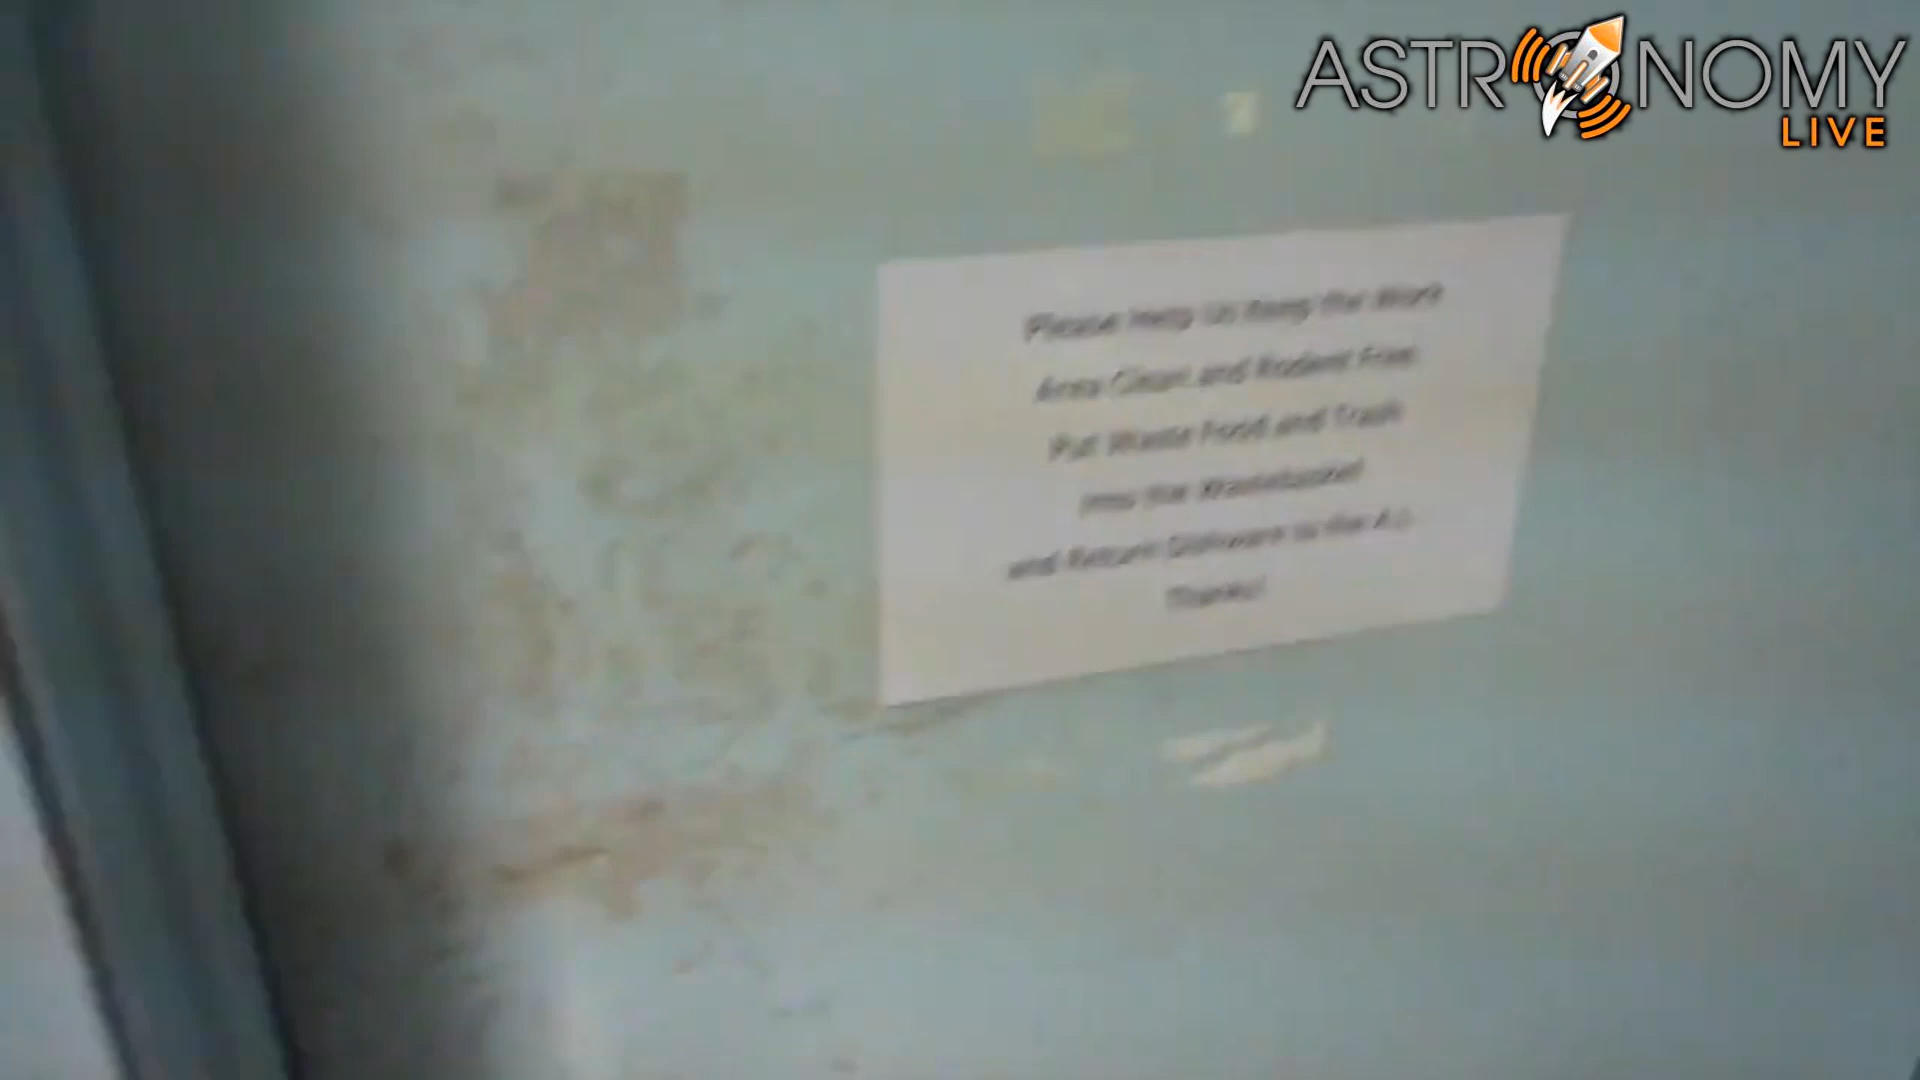 ASTRONOMY
LIVE
Please Help Us Keep the Work
Area Clean and Rodent Free
Put Waste Food and Trash
into the Wastebasket
and Return Dishware to the
Thanks!